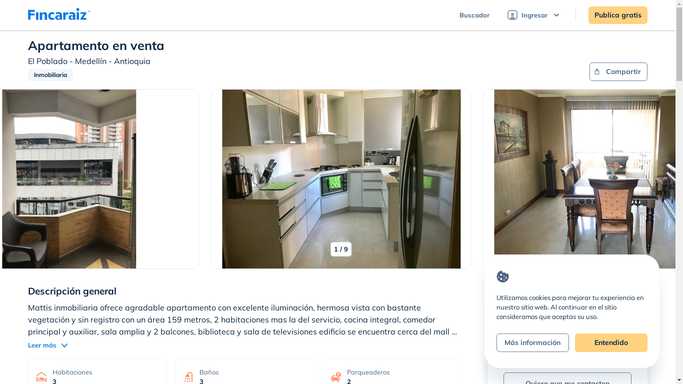 Fincaraiz
Buscador
Ingresar
Publica gratis
Apartamento en venta
El Poblado - Medellín - Antioquia
Inmobiliaria
Compartir
1 / 9
Descripción general
Mattis inmobiliaria ofrece agradable apartamento con excelente iluminación, hermosa vista con bastante
vegetación y sin registro con un área 159 metros, 2 habitaciones mas la del servicio, cocina integral, comedor
principal y auxiliar, sala amplia y 2 balcones, biblioteca y sala de televisiones edificio se encuentra cerca del mall ...
Leer más
Habitaciones
3
Baños
3
Parqueaderos
2
Utilizamos cookies para mejorar tu experiencia en
nuestro sitio web. Al continuar en el sitio
consideramos que aceptas su uso.
Más información
Entendido
Quiero que me contacten